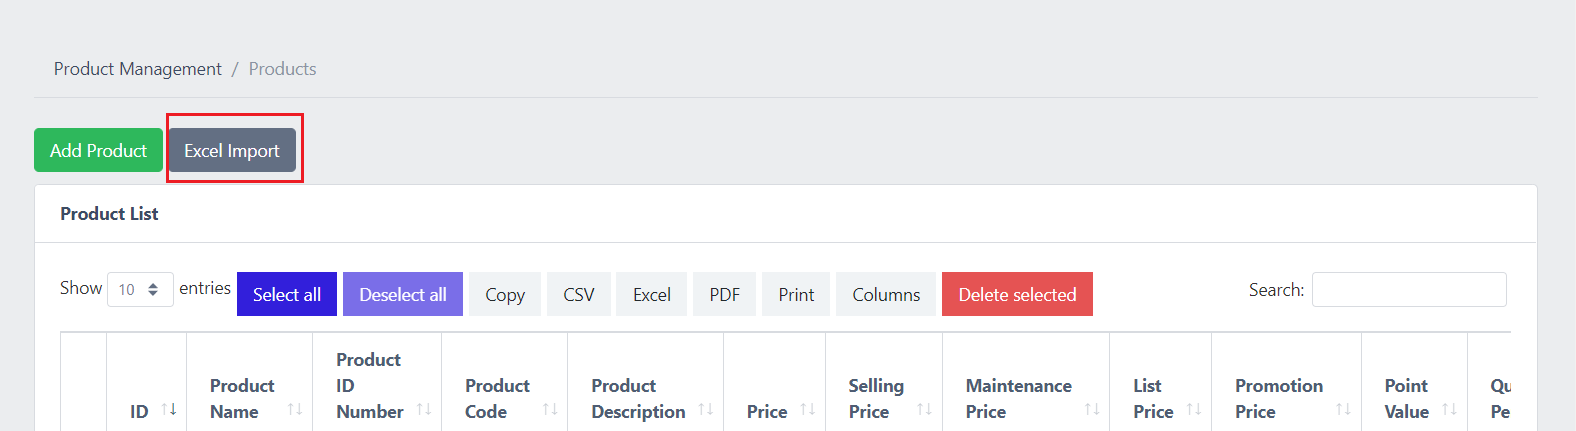 Product Management / Products
Add Product Excel Import
Product List
Show 10 entries Select all Deselect all Copy CSV Excel PDF Print Columns Delete selected Search:
ID
Product
Name
Product
ID
Number
Product
Code
Product
Description
Price
Selling
Price
Maintenance
Price
List
Price
Promotion
Price
Point
Value